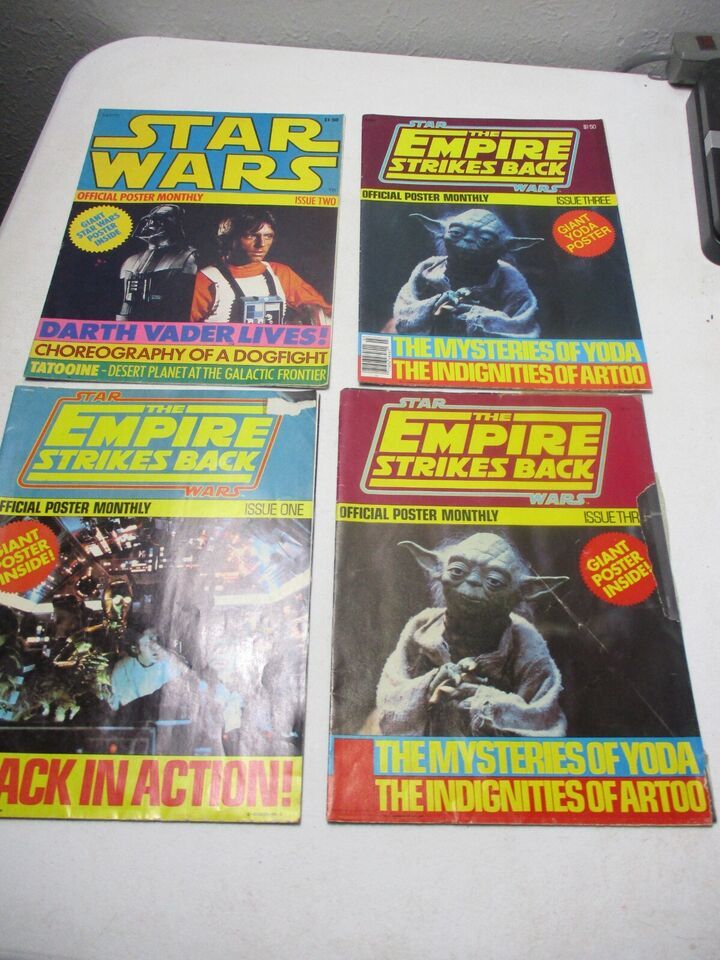 $1.50
STAR
WARS
OFFICIAL POSTER MONTHLY
ISSUE TWO
GIANT
STAR WARS
POSTER
INSIDE
DARTH VADER LIVES!
CHOREOGRAPHY OF A DOGFIGHT
TATOOINE - DESERT PLANET AT THE GALACTIC FRONTIER
$1.50
STAR
THE
EMPIRE
STRIKES BACK
WARS
OFFICIAL POSTER MONTHLY
ISSUE THREE
GIANT
YODA
POSTER
THE MYSTERIES OF YODA
THE INDIGNITIES OF ARTOO
STAR
THE
EMPIRE
STRIKES BACK
WARS
FFICIAL POSTER MONTHLY
ISSUE ONE
GIANT
POSTER
INSIDE!
ACK IN ACTION!
STAR
THE
EMPIRE
STRIKES BACK
WARS
OFFICIAL POSTER MONTHLY
ISSUE THR
GIANT
POSTER
INSIDE!
THE MYSTERIES OF YODA
THE INDIGNITIES OF ARTOO